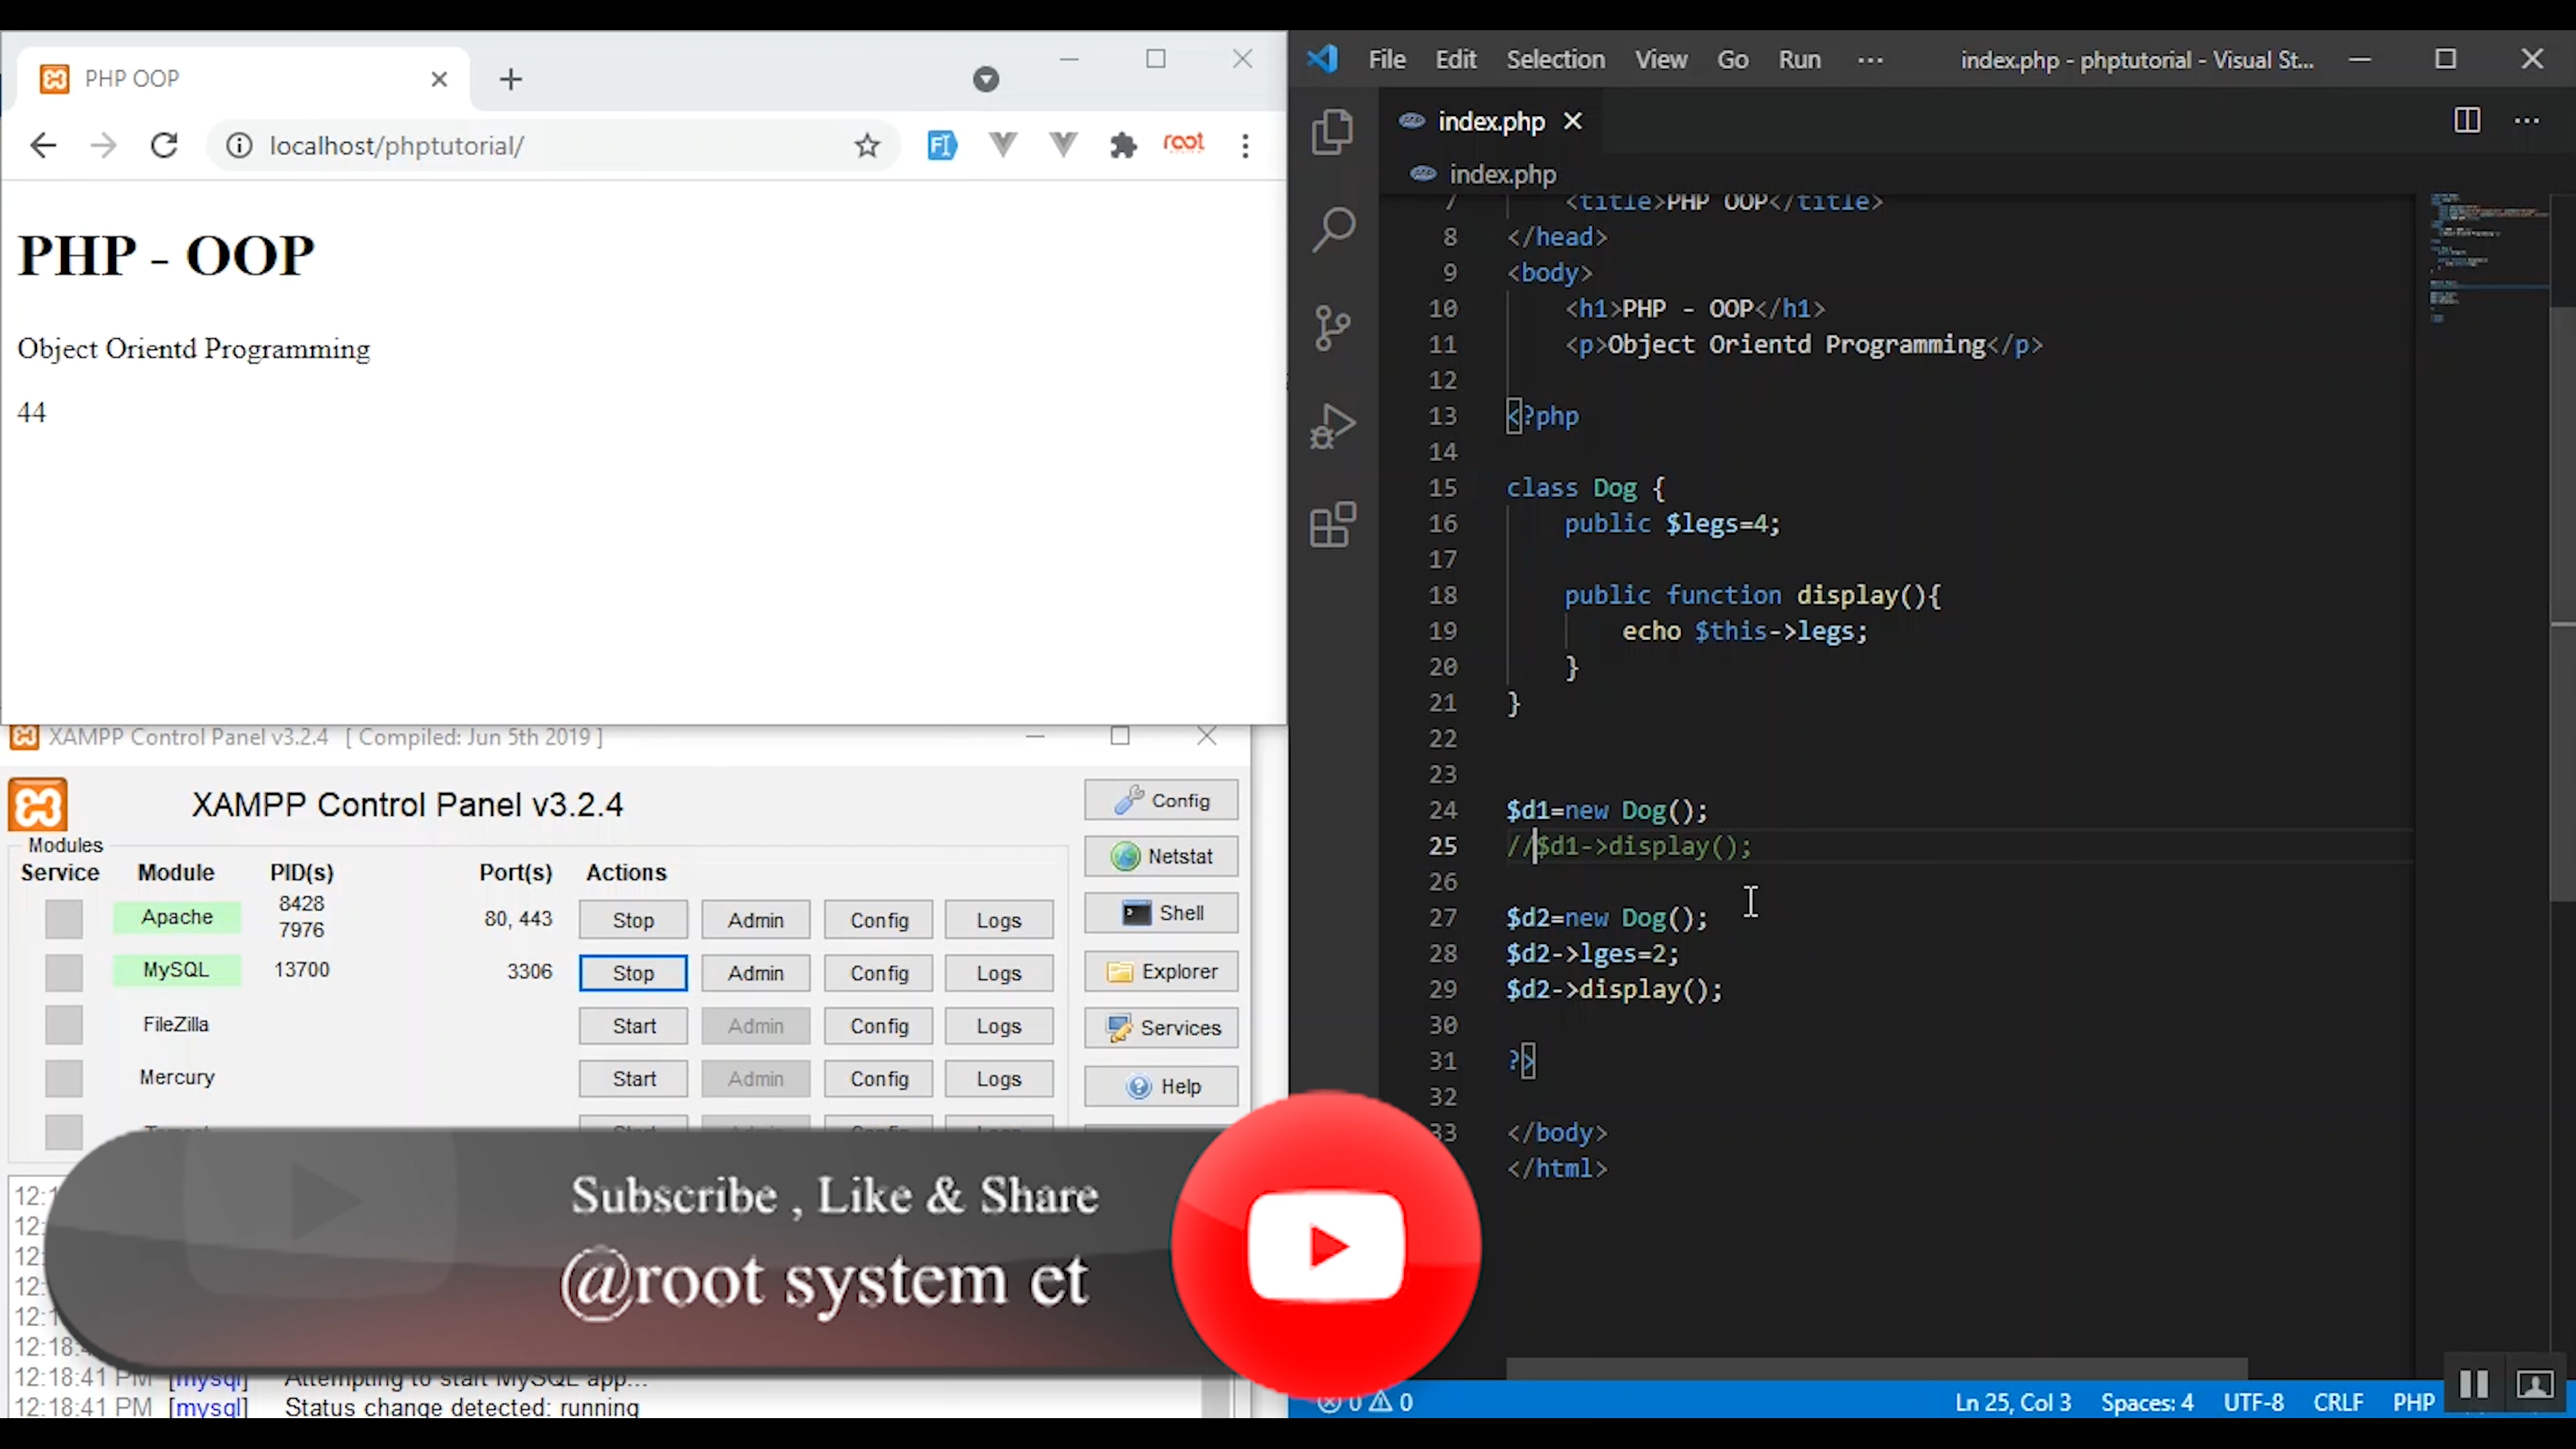 PHP OOP
localhost/phptutorial/
root
PHP - OOP
Object Orientd Programming
44
XAMPP Control Panel v3.2.4 [ Compiled: Jun 5th 2019 ]
XAMPP Control Panel v3.2.4
Config
Modules
Service Module PID(s) Port(s) Actions
Netstat
Apache 8428 7976 80, 443 Stop Admin Config Logs
Shell
MySQL 13700 3306 Stop Admin Config Logs
Explorer
FileZilla Start Admin Config Logs
Services
Mercury Start Admin Config Logs
Help
Subscribe , Like & Share
@root system et
12:18:41 PM [mysql] Attempting to start MySQL app...
12:18:41 PM [mysql] Status change detected: running
File Edit Selection View Go Run ··· index.php - phptutorial - Visual St...
index.php
index.php
7 <title>PHP OOP</title>
8 </head>
9 <body>
10 <h1>PHP - OOP</h1>
11 <p>Object Orientd Programming</p>
12
13 <?php
14
15 class Dog {
16 public $legs=4;
17
18 public function display(){
19 echo $this->legs;
20 }
21 }
22
23
24 $d1=new Dog();
25 //$d1->display();
26
27 $d2=new Dog();
28 $d2->lges=2;
29 $d2->display();
30
31 ?>
32
33 </body>
</html>
0 0 Ln 25, Col 3 Spaces: 4 UTF-8 CRLF PHP